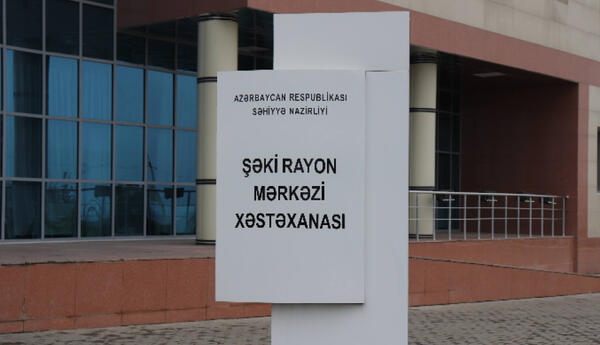 AZƏRBAYCAN RESPUBLİKASI
SƏHİYYƏ NAZİRLİYİ
ŞƏKİ RAYON
MƏRKƏZİ
XƏSTƏXANASI